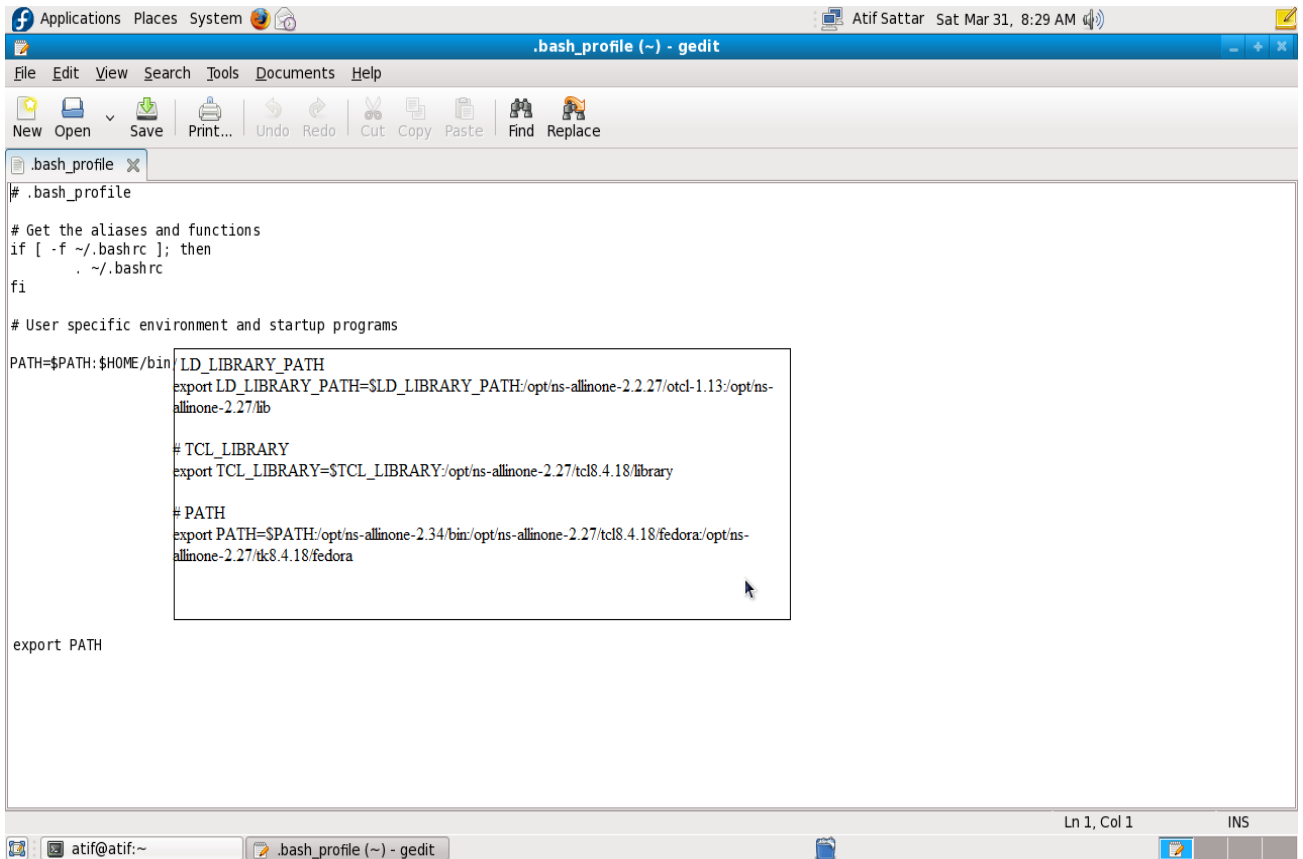 Applications Places System Atif Sattar Sat Mar 31, 8:29 AM
.bash_profile (~) - gedit
File Edit View Search Tools Documents Help
New Open Save Print... Undo Redo Cut Copy Paste Find Replace
.bash_profile
# .bash_profile
# Get the aliases and functions
if [ -f ~/.bashrc ]; then
. ~/.bashrc
fi
# User specific environment and startup programs
PATH=$PATH:$HOME/bin/ LD_LIBRARY_PATH
export LD_LIBRARY_PATH=$LD_LIBRARY_PATH:/opt/ns-allinone-2.2.27/otcl-1.13:/opt/ns-
allinone-2.27/lib
# TCL_LIBRARY
export TCL_LIBRARY=$TCL_LIBRARY:/opt/ns-allinone-2.27/tcl8.4.18/library
# PATH
export PATH=$PATH:/opt/ns-allinone-2.34/bin:/opt/ns-allinone-2.27/tcl8.4.18/fedora:/opt/ns-
allinone-2.27/tk8.4.18/fedora
export PATH
Ln 1, Col 1 INS
atif@atif:~ .bash_profile (~) - gedit